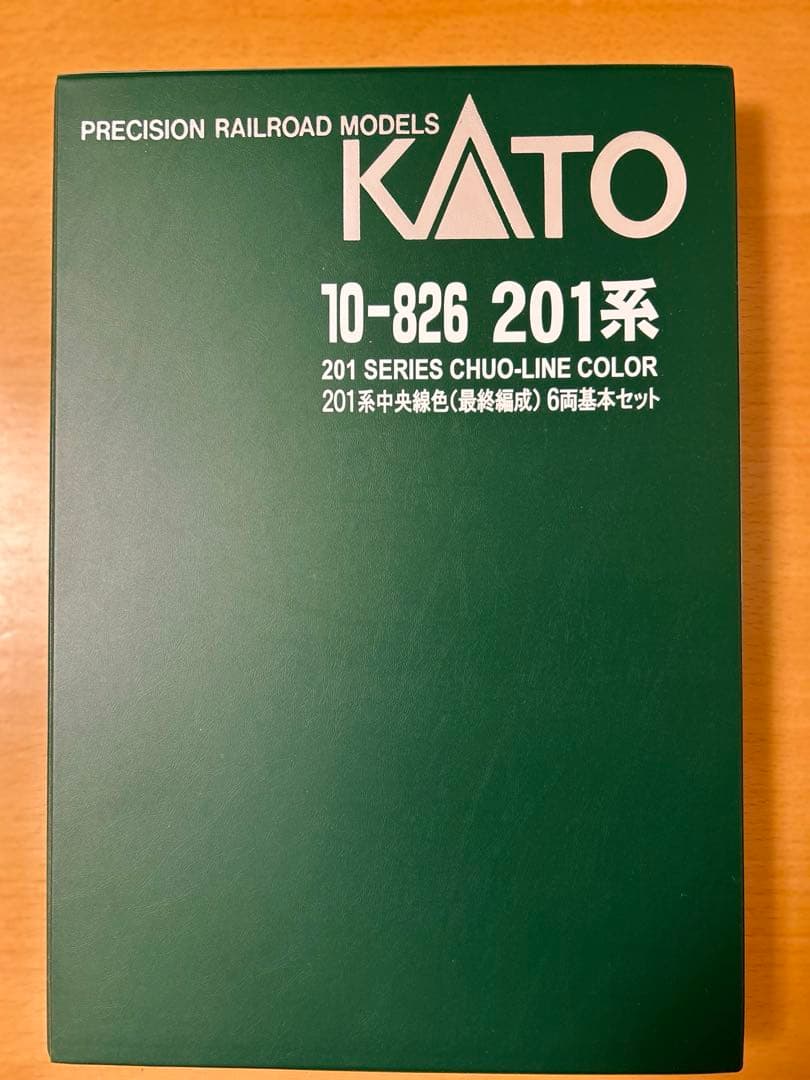 PRECISION RAILROAD MODELS
KATO
10-826 201系
201 SERIES CHUO-LINE COLOR
201系中央線色(最終編成) 6両基本セット